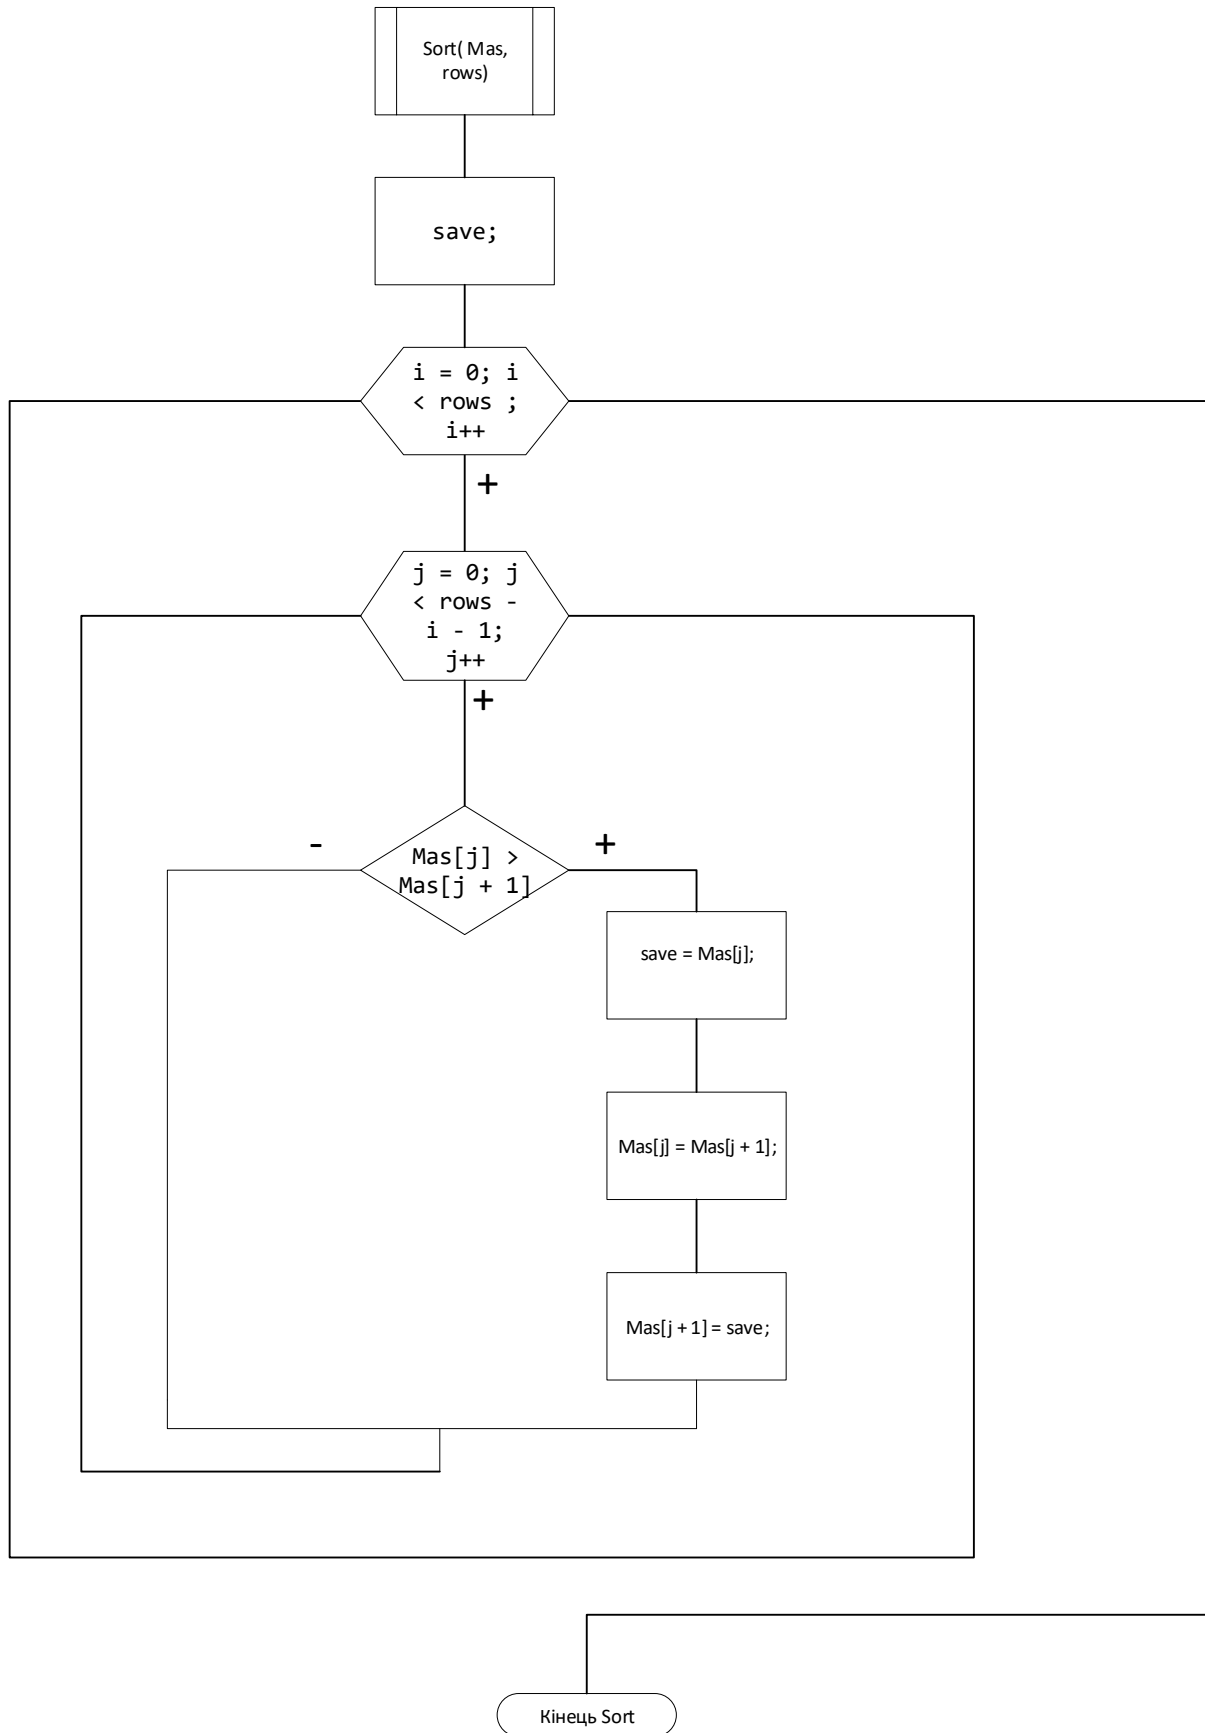 Sort( Mas,
rows)
save;
i = 0; i
< rows ;
i++
+
j = 0; j
< rows -
i - 1;
j++
+
-
+
Mas[j] >
Mas[j + 1]
save = Mas[j];
Mas[j] = Mas[j + 1];
Mas[j + 1] = save;
Кінець Sort